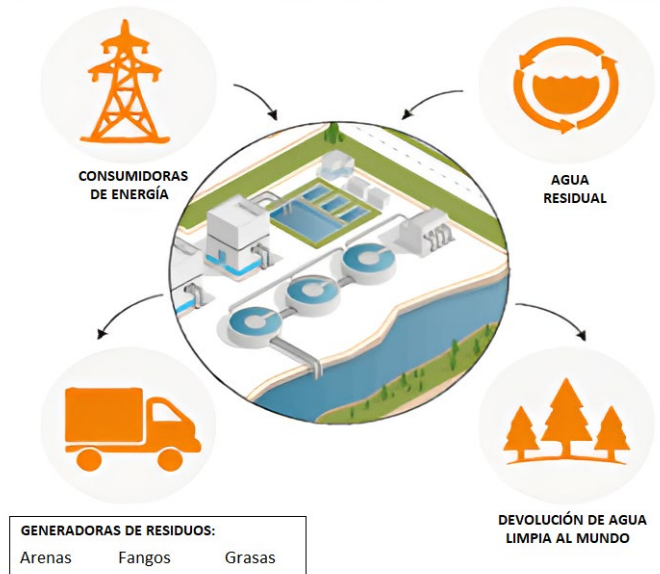 CONSUMIDORAS
DE ENERGÍA
AGUA
RESIDUAL
GENERADORAS DE RESIDUOS:
Arenas Fangos Grasas
DEVOLUCIÓN DE AGUA
LIMPIA AL MUNDO